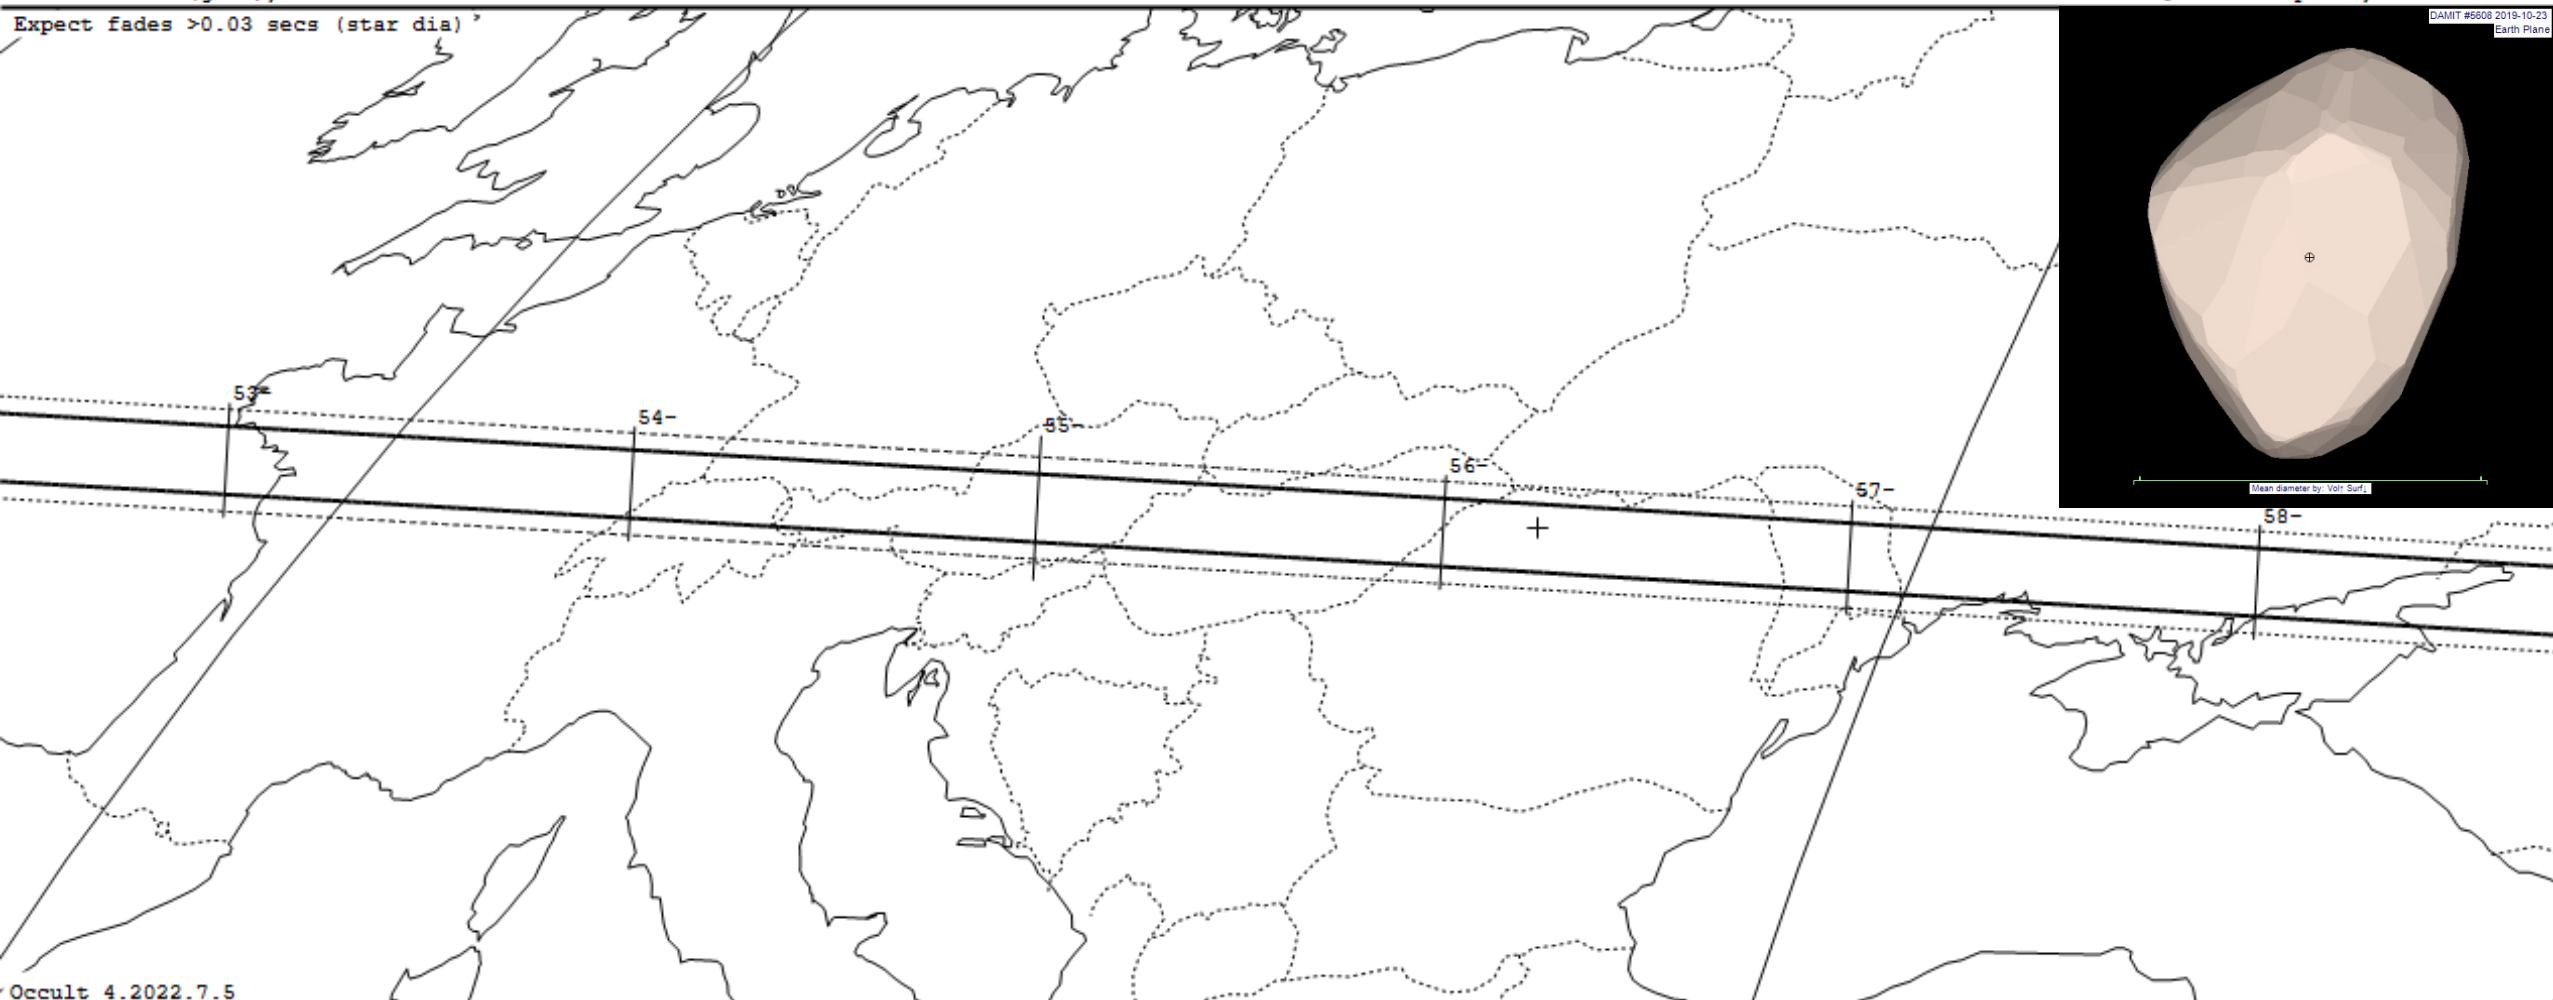 Expect fades >0.03 secs (star dia)
DAMIT #5608 2019-10-23
Earth Plane
53-
54-
55-
56-
57-
Mean diameter by: Vol↑ Surf↓
58-
Occult 4.2022.7.5